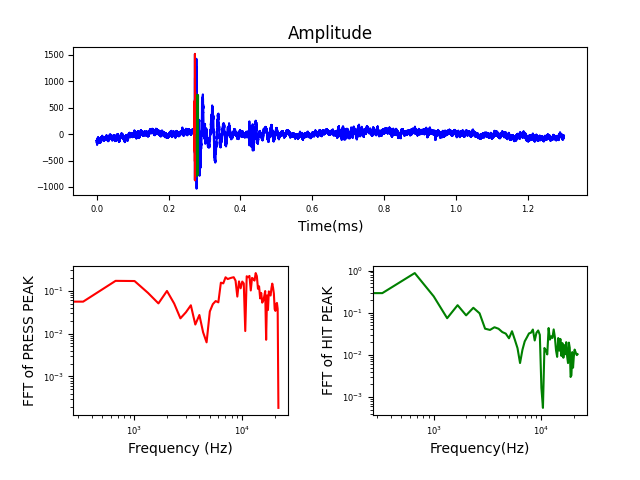 Amplitude
1500
1000
500
0
−500
−1000
0.0 0.2 0.4 0.6 0.8 1.0 1.2
Time(ms)
FFT of PRESS PEAK
10⁻¹
10⁻²
10⁻³
10³ 10⁴
Frequency (Hz)
FFT of HIT PEAK
10⁰
10⁻¹
10⁻²
10⁻³
10³ 10⁴
Frequency(Hz)